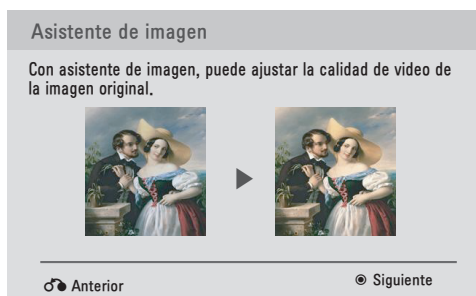 Asistente de imagen
Con asistente de imagen, puede ajustar la calidad de video de
la imagen original.
Anterior
Siguiente